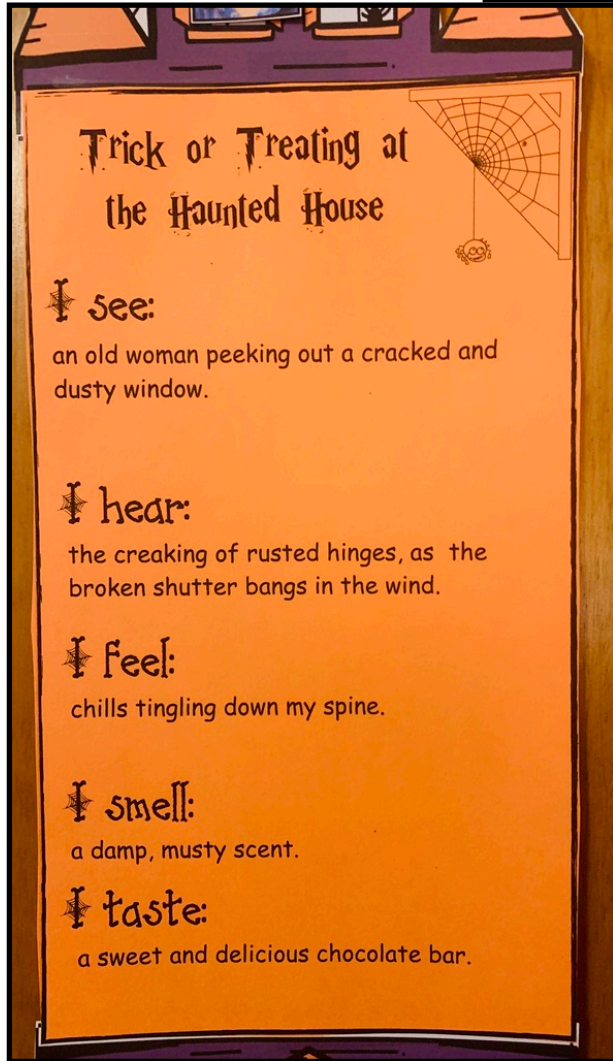 Trick or Treating at
the Haunted House
I see:
an old woman peeking out a cracked and
dusty window.
I hear:
the creaking of rusted hinges, as  the
broken shutter bangs in the wind.
I feel:
chills tingling down my spine.
I smell:
a damp, musty scent.
I taste:
a sweet and delicious chocolate bar.